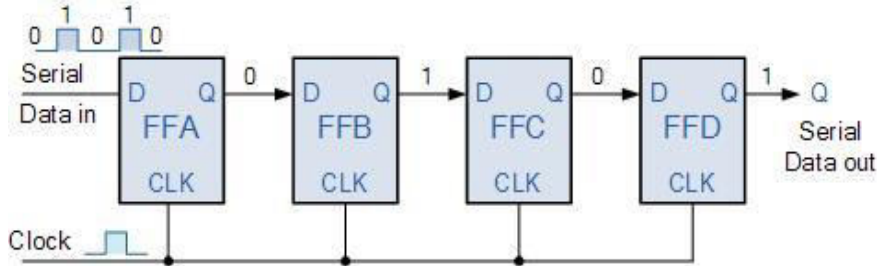 1 1
0 0 0
Serial
Data in
D Q
FFA
CLK
0
D Q
FFB
CLK
1
D Q
FFC
CLK
0
D Q
FFD
CLK
1
Q
Serial
Data out
Clock